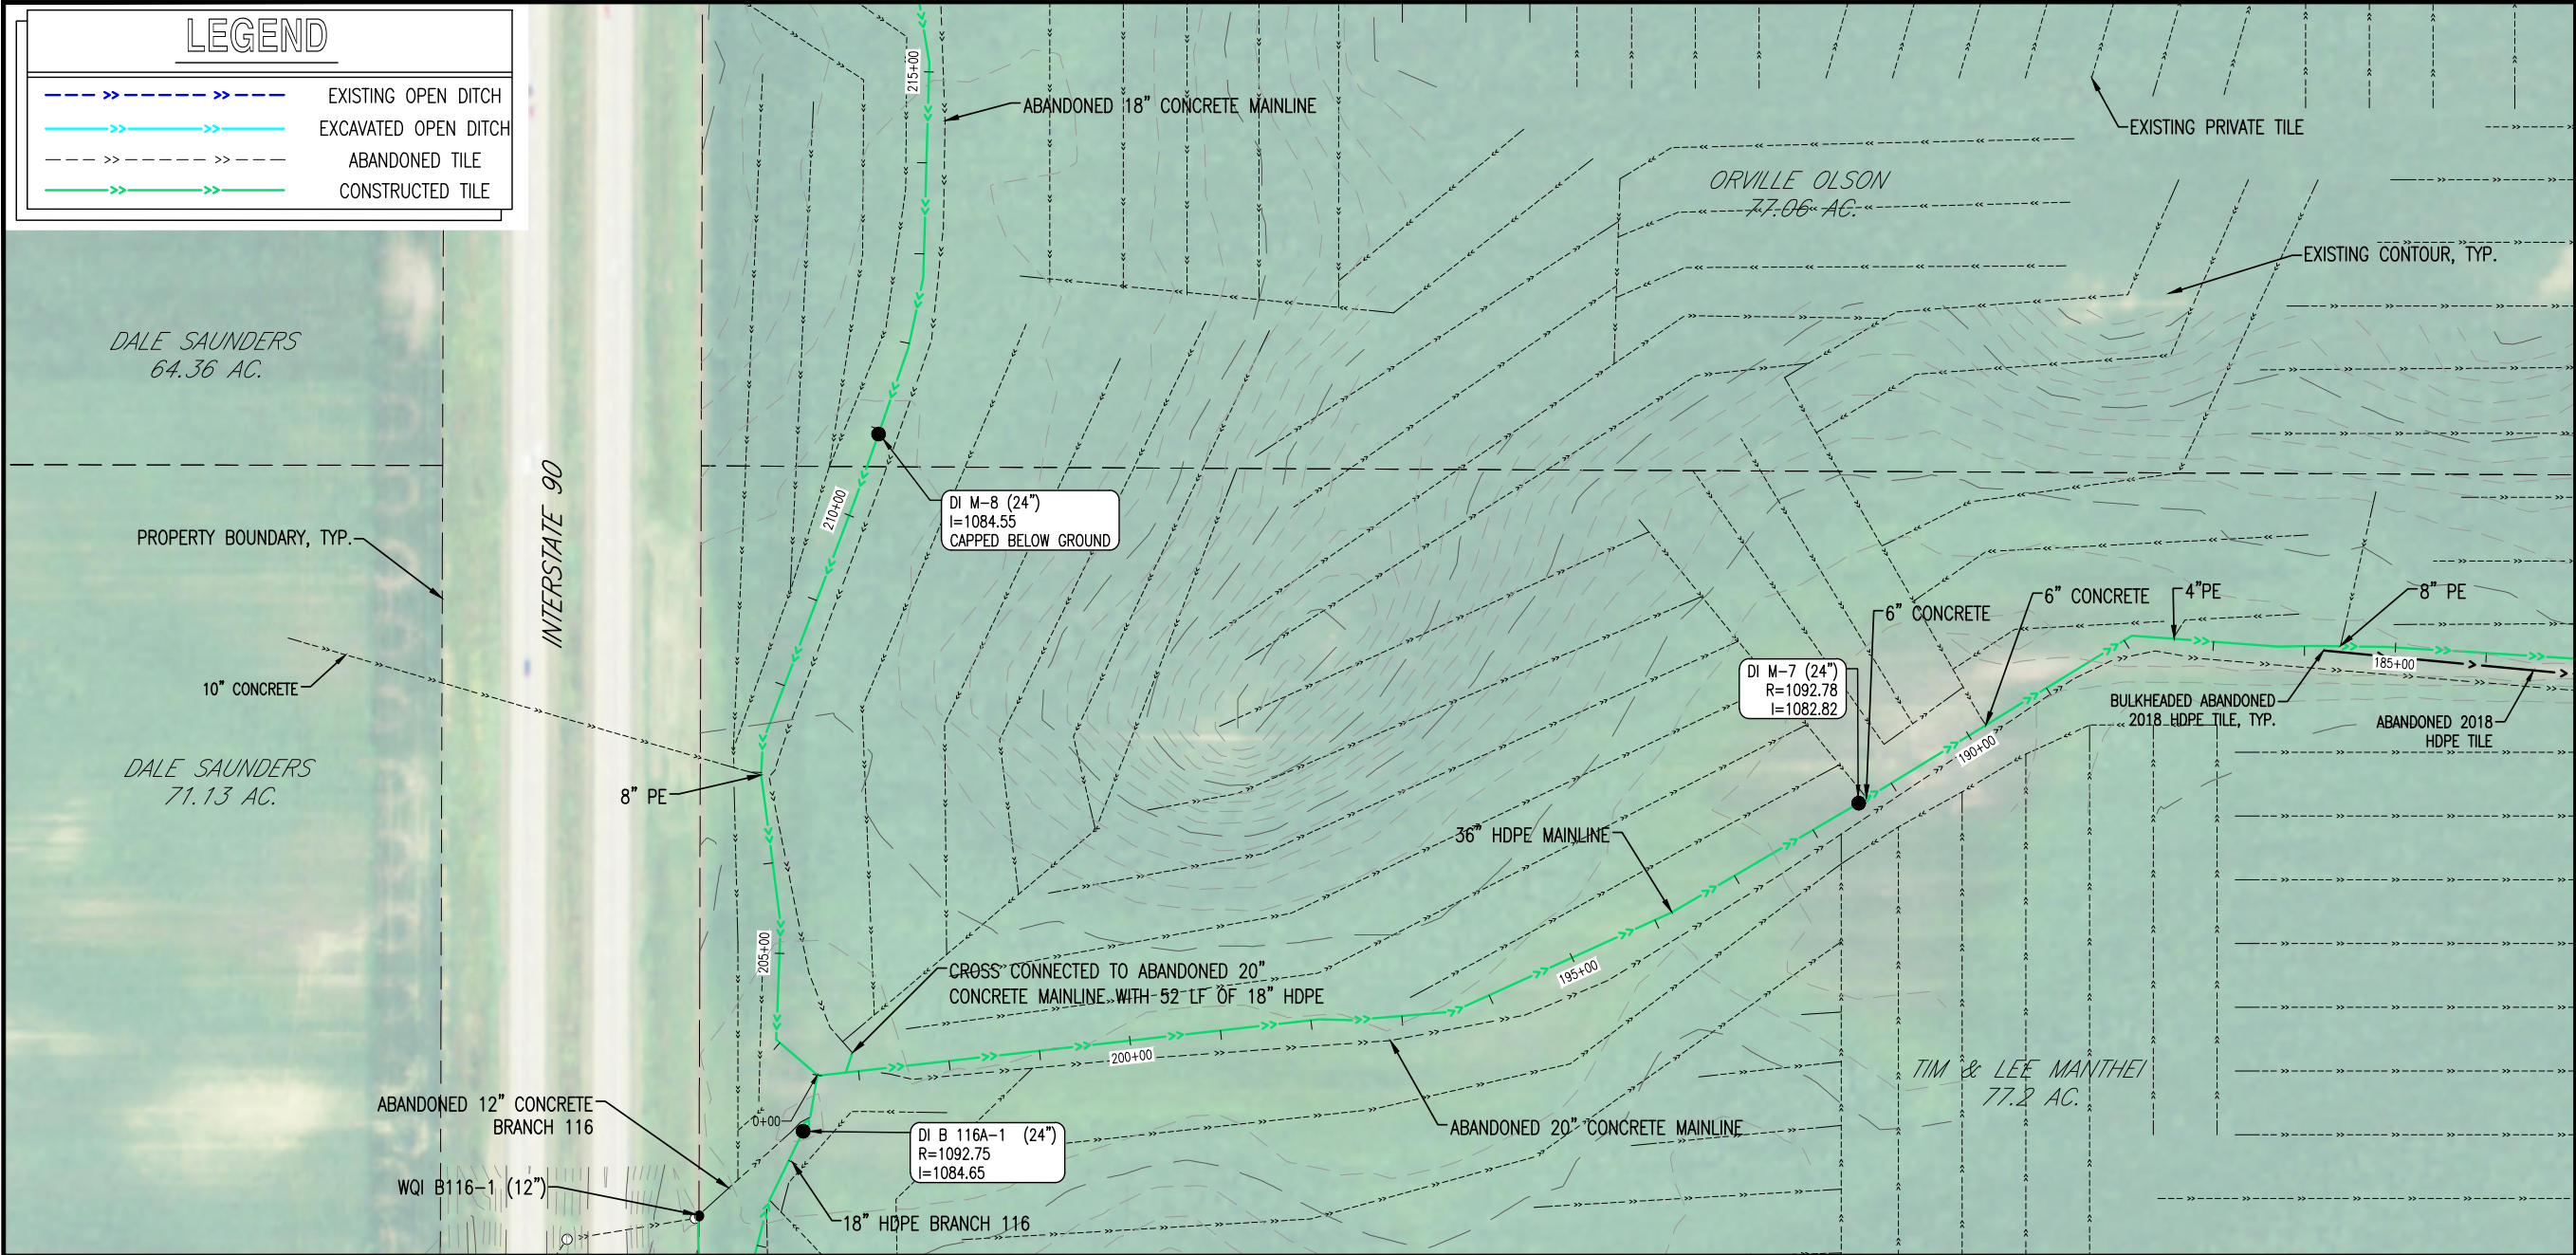 LEGEND
EXISTING OPEN DITCH
EXCAVATED OPEN DITCH
ABANDONED TILE
CONSTRUCTED TILE
215+00
ABANDONED 18" CONCRETE MAINLINE
EXISTING PRIVATE TILE
ORVILLE OLSON
77.06 AC.
EXISTING CONTOUR, TYP.
DALE SAUNDERS
64.36 AC.
INTERSTATE 90
210+00
DI M-8 (24")
I=1084.55
CAPPED BELOW GROUND
PROPERTY BOUNDARY, TYP.
10" CONCRETE
DALE SAUNDERS
71.13 AC.
8" PE
6" CONCRETE
6" CONCRETE
4"PE
8" PE
DI M-7 (24")
R=1092.78
I=1082.82
185+00
BULKHEADED ABANDONED
2018 HDPE TILE, TYP.
ABANDONED 2018
HDPE TILE
190+00
36" HDPE MAINLINE
205+00
195+00
CROSS CONNECTED TO ABANDONED 20"
CONCRETE MAINLINE WITH 52 LF OF 18" HDPE
200+00
TIM & LEE MANTHEI
77.2 AC.
ABANDONED 12" CONCRETE
BRANCH 116
0+00
DI B 116A-1 (24")
R=1092.75
I=1084.65
ABANDONED 20" CONCRETE MAINLINE
WQI B116-1 (12")
18" HDPE BRANCH 116